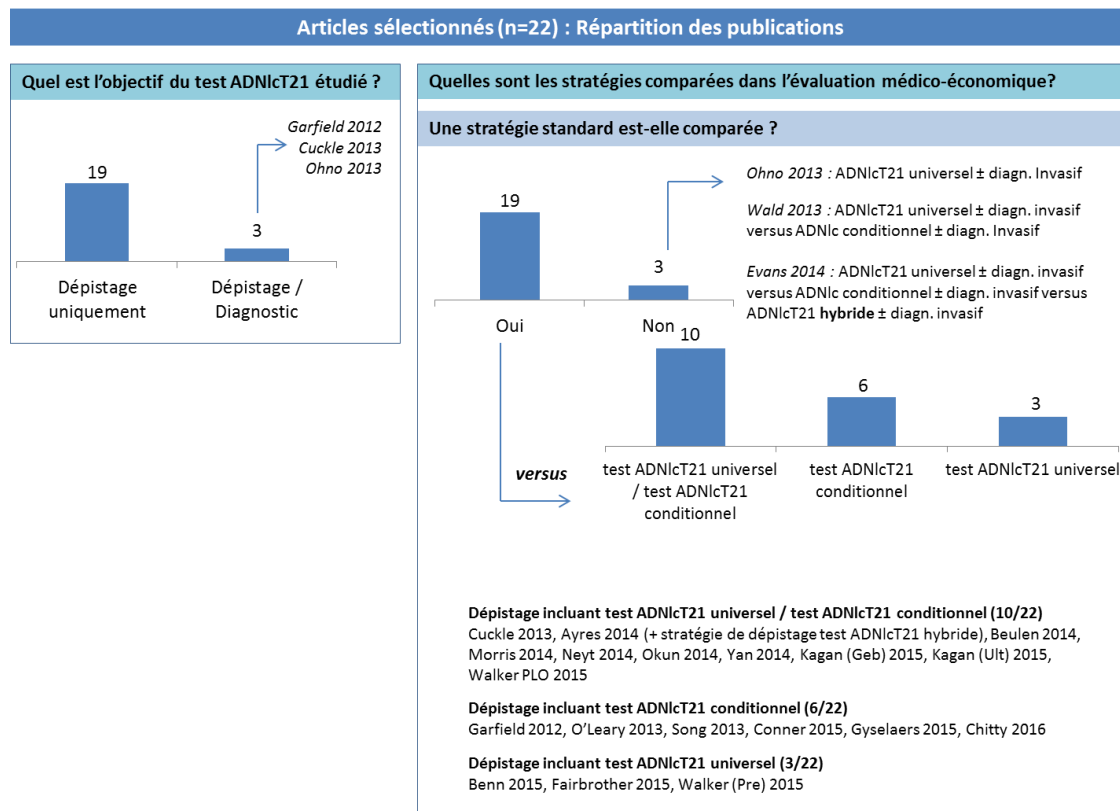 Articles sélectionnés (n=22) : Répartition des publications
Quel est l'objectif du test ADNlcT21 étudié ?
Garfield 2012
Cuckle 2013
Ohno 2013
19
3
Dépistage
uniquement
Dépistage /
Diagnostic
Quelles sont les stratégies comparées dans l'évaluation médico-économique?
Une stratégie standard est-elle comparée ?
19
3
Oui
Non
Ohno 2013 : ADNlcT21 universel ± diagn. Invasif
Wald 2013 : ADNlcT21 universel ± diagn. invasif
versus ADNlc conditionnel ± diagn. Invasif
Evans 2014 : ADNlcT21 universel ± diagn. invasif
versus ADNlc conditionnel ± diagn. invasif versus
ADNlcT21 hybride ± diagn. invasif
versus
10
6
3
test ADNlcT21 universel
/ test ADNlcT21
conditionnel
test ADNlcT21
conditionnel
test ADNlcT21 universel
Dépistage incluant test ADNlcT21 universel / test ADNlcT21 conditionnel (10/22)
Cuckle 2013, Ayres 2014 (+ stratégie de dépistage test ADNlcT21 hybride), Beulen 2014,
Morris 2014, Neyt 2014, Okun 2014, Yan 2014, Kagan (Geb) 2015, Kagan (Ult) 2015,
Walker PLO 2015
Dépistage incluant test ADNlcT21 conditionnel (6/22)
Garfield 2012, O'Leary 2013, Song 2013, Conner 2015, Gyselaers 2015, Chitty 2016
Dépistage incluant test ADNlcT21 universel (3/22)
Benn 2015, Fairbrother 2015, Walker (Pre) 2015